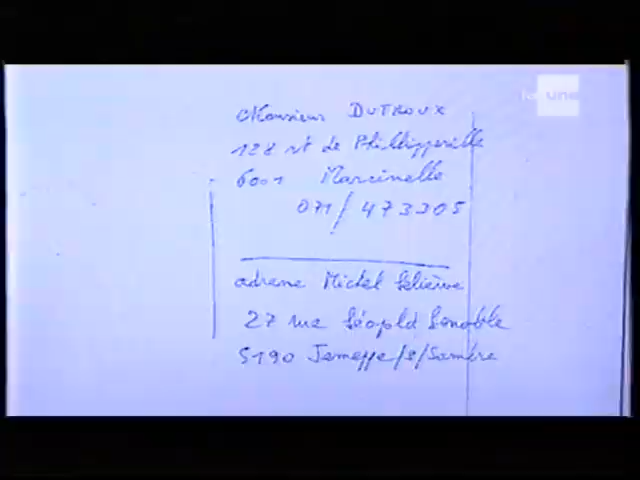 la une
Monsieur DUTROUX
128 rt de Philippeville
6001 Marcinelle
071/473305
adresse Michel Lelièvre
27 rue Léopold Genoble
5190 Jemeppe/s/Sambre